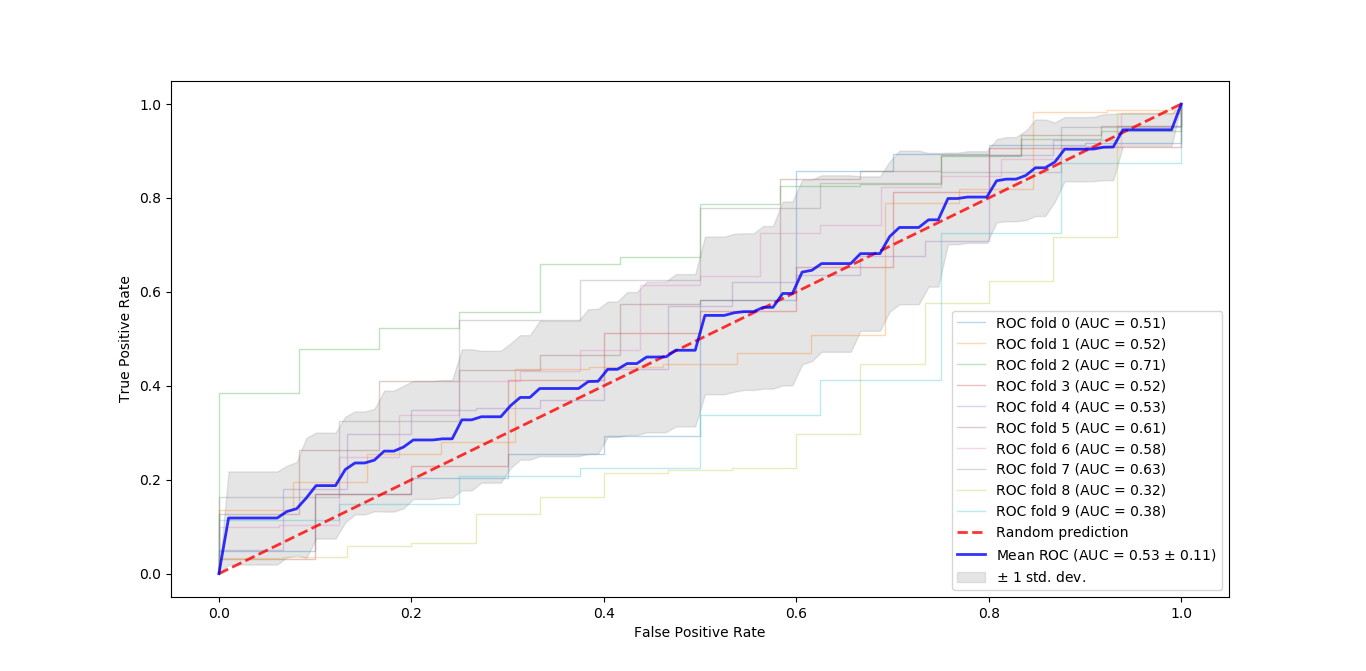 1.0
0.8
0.6
0.4
0.2
0.0
True Positive Rate
0.0 0.2 0.4 0.6 0.8 1.0
False Positive Rate
ROC fold 0 (AUC = 0.51)
ROC fold 1 (AUC = 0.52)
ROC fold 2 (AUC = 0.71)
ROC fold 3 (AUC = 0.52)
ROC fold 4 (AUC = 0.53)
ROC fold 5 (AUC = 0.61)
ROC fold 6 (AUC = 0.58)
ROC fold 7 (AUC = 0.63)
ROC fold 8 (AUC = 0.32)
ROC fold 9 (AUC = 0.38)
Random prediction
Mean ROC (AUC = 0.53 ± 0.11)
± 1 std. dev.